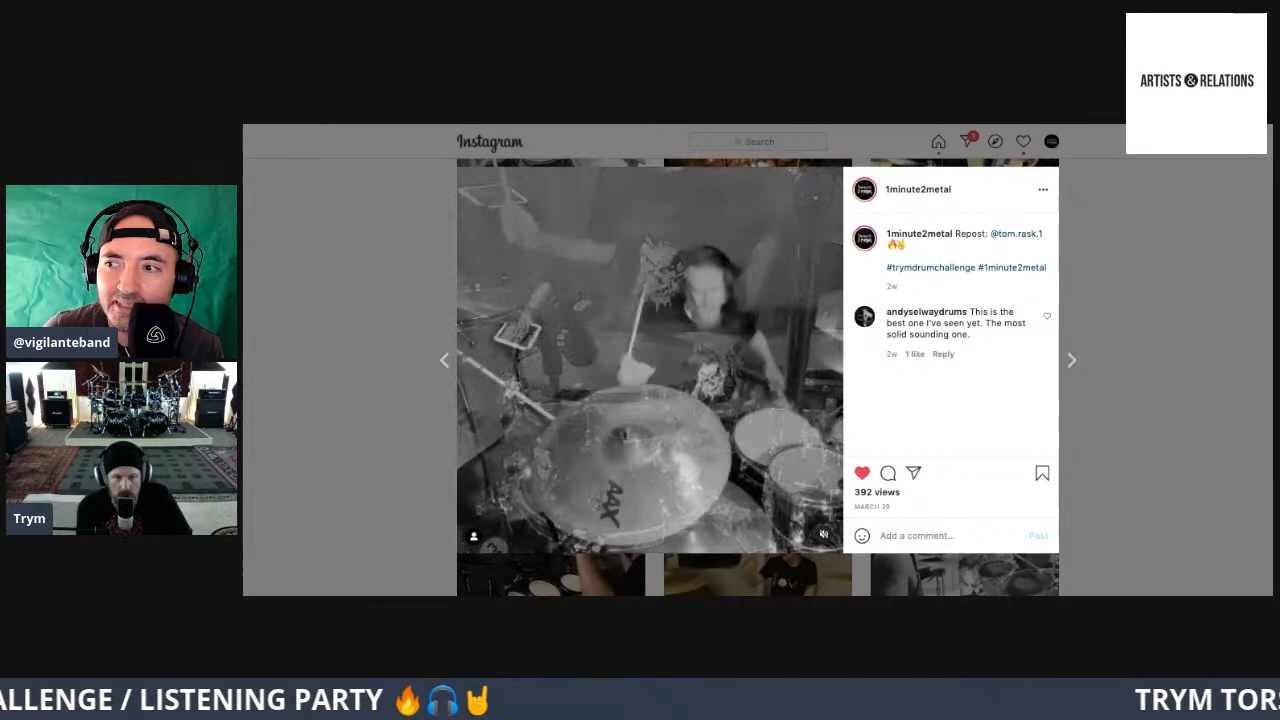 ARTISTS & RELATIONS
Instagram
Search
1
1minute2metal
1minute2metal Repost: @tom.rask.1
🔥🤘
#trymdrumchallenge #1minute2metal
2w
andyselwaydrums This is the
best one I've seen yet. The most
solid sounding one.
2w 1 like Reply
392 views
MARCH 29
Add a comment... Post
AAX
@vigilanteband
Trym
ALLENGE / LISTENING PARTY 🔥🎧🤘 TRYM TORS